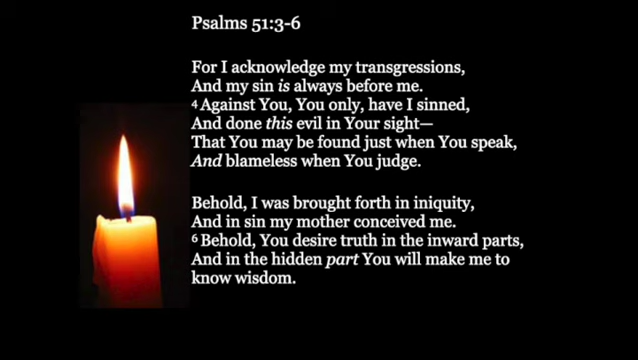 Psalms 51:3-6
For I acknowledge my transgressions,
And my sin is always before me.
4 Against You, You only, have I sinned,
And done this evil in Your sight—
That You may be found just when You speak,
And blameless when You judge.
Behold, I was brought forth in iniquity,
And in sin my mother conceived me.
6 Behold, You desire truth in the inward parts,
And in the hidden part You will make me to
know wisdom.